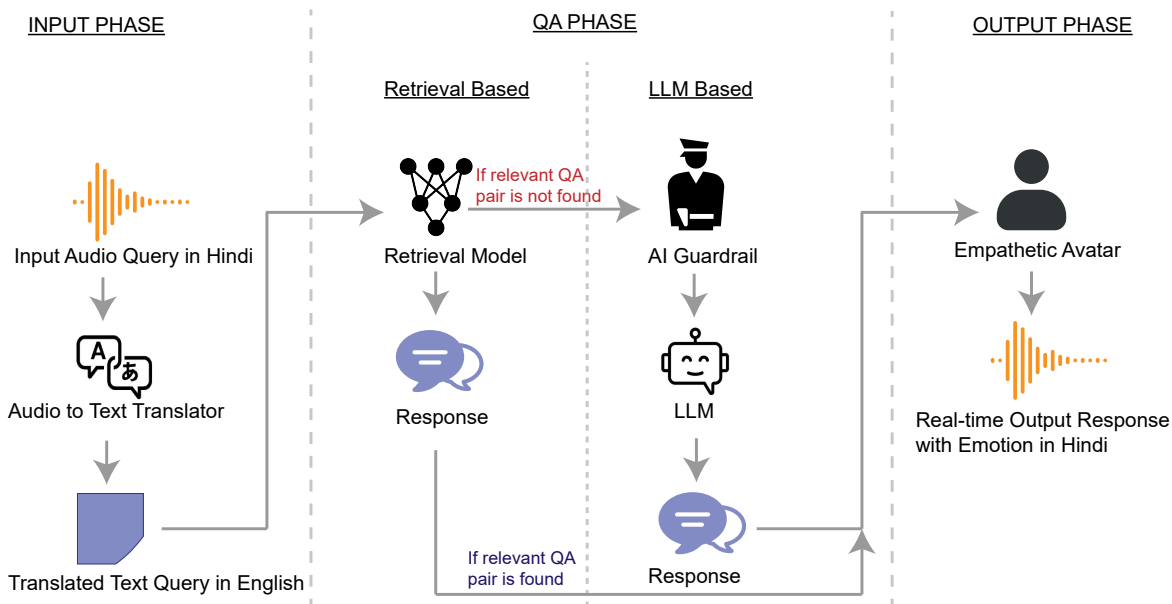 INPUT PHASE
QA PHASE
OUTPUT PHASE
Retrieval Based
LLM Based
Input Audio Query in Hindi
A
あ
Audio to Text Translator
Translated Text Query in English
If relevant QA
pair is not found
Retrieval Model
Response
If relevant QA
pair is found
AI Guardrail
LLM
Response
Empathetic Avatar
Real-time Output Response
with Emotion in Hindi